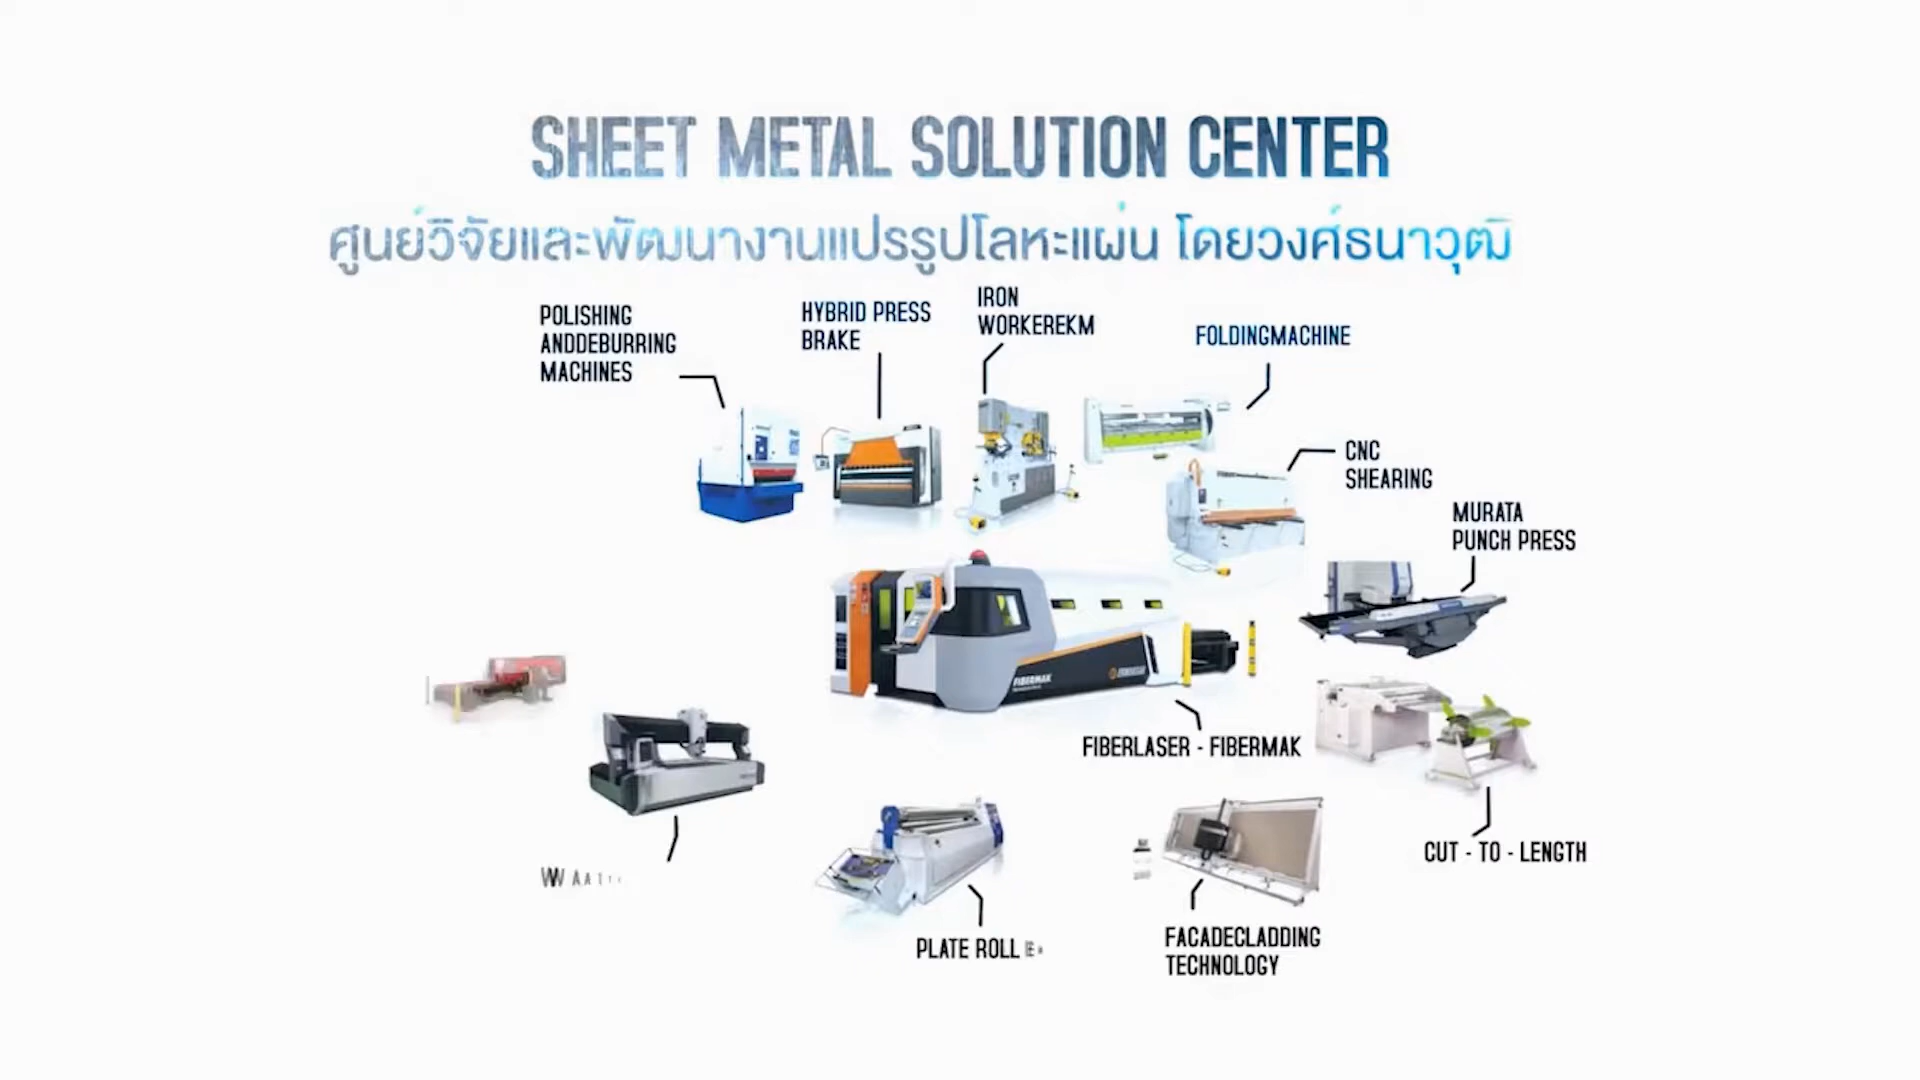 SHEET METAL SOLUTION CENTER
ศูนย์วิจัยและพัฒนางานแปรรูปโลหะแผ่น โดยวงศ์ธนาวุฒิ
POLISHING
ANDDEBURRING
MACHINES
HYBRID PRESS
BRAKE
IRON
WORKEREKM
FOLDINGMACHINE
CNC
SHEARING
MURATA
PUNCH PRESS
FIBERMAK
FIBERLASER - FIBERMAK
CUT - TO - LENGTH
PLATE ROLL
FACADECLADDING
TECHNOLOGY